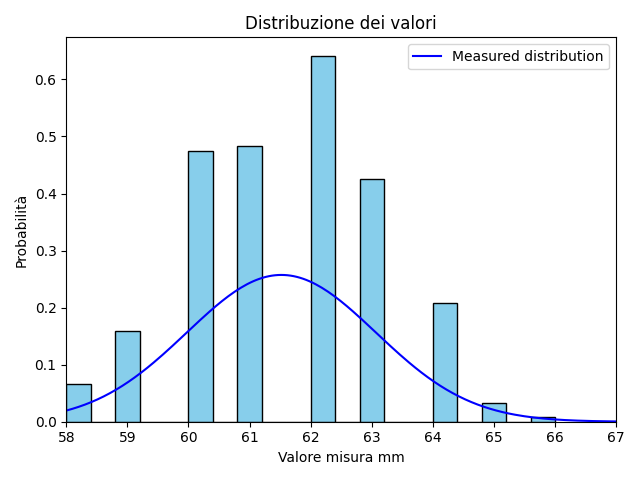 Distribuzione dei valori
Measured distribution
Probabilità
0.6
0.5
0.4
0.3
0.2
0.1
0.0
58 59 60 61 62 63 64 65 66 67
Valore misura mm